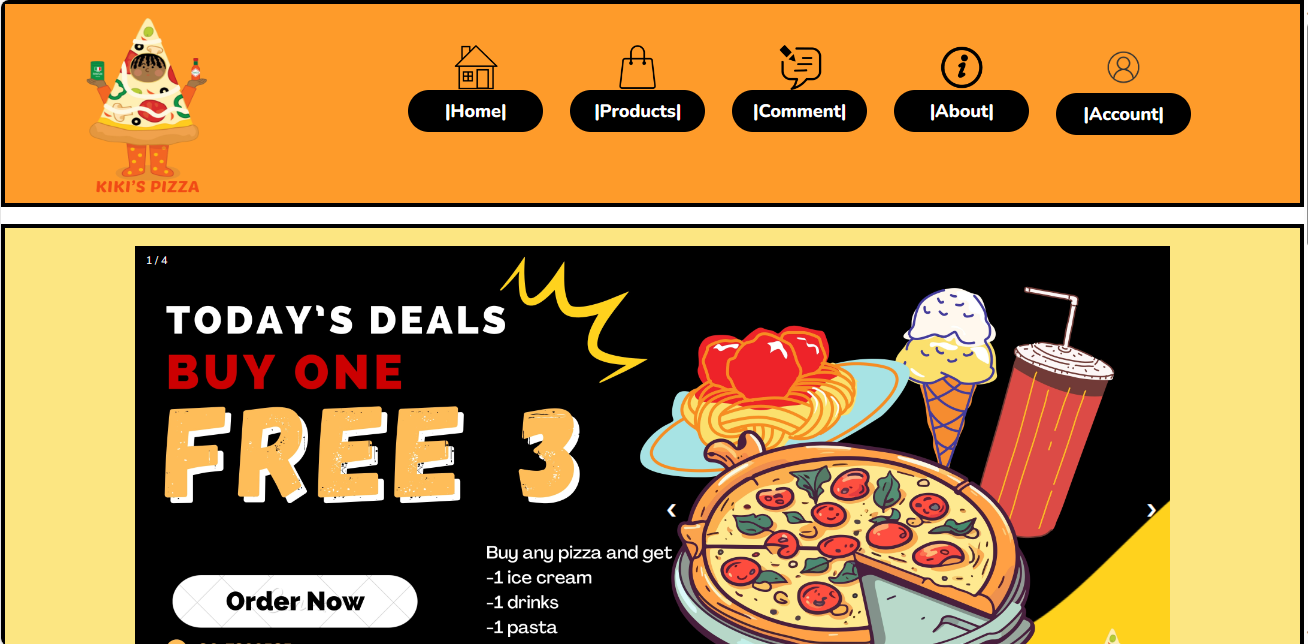 KIKI'S PIZZA
|Home|
|Products|
|Comment|
|About|
|Account|
1 / 4
TODAY'S DEALS
BUY ONE
FREE 3
Buy any pizza and get
-1 ice cream
-1 drinks
-1 pasta
Order Now